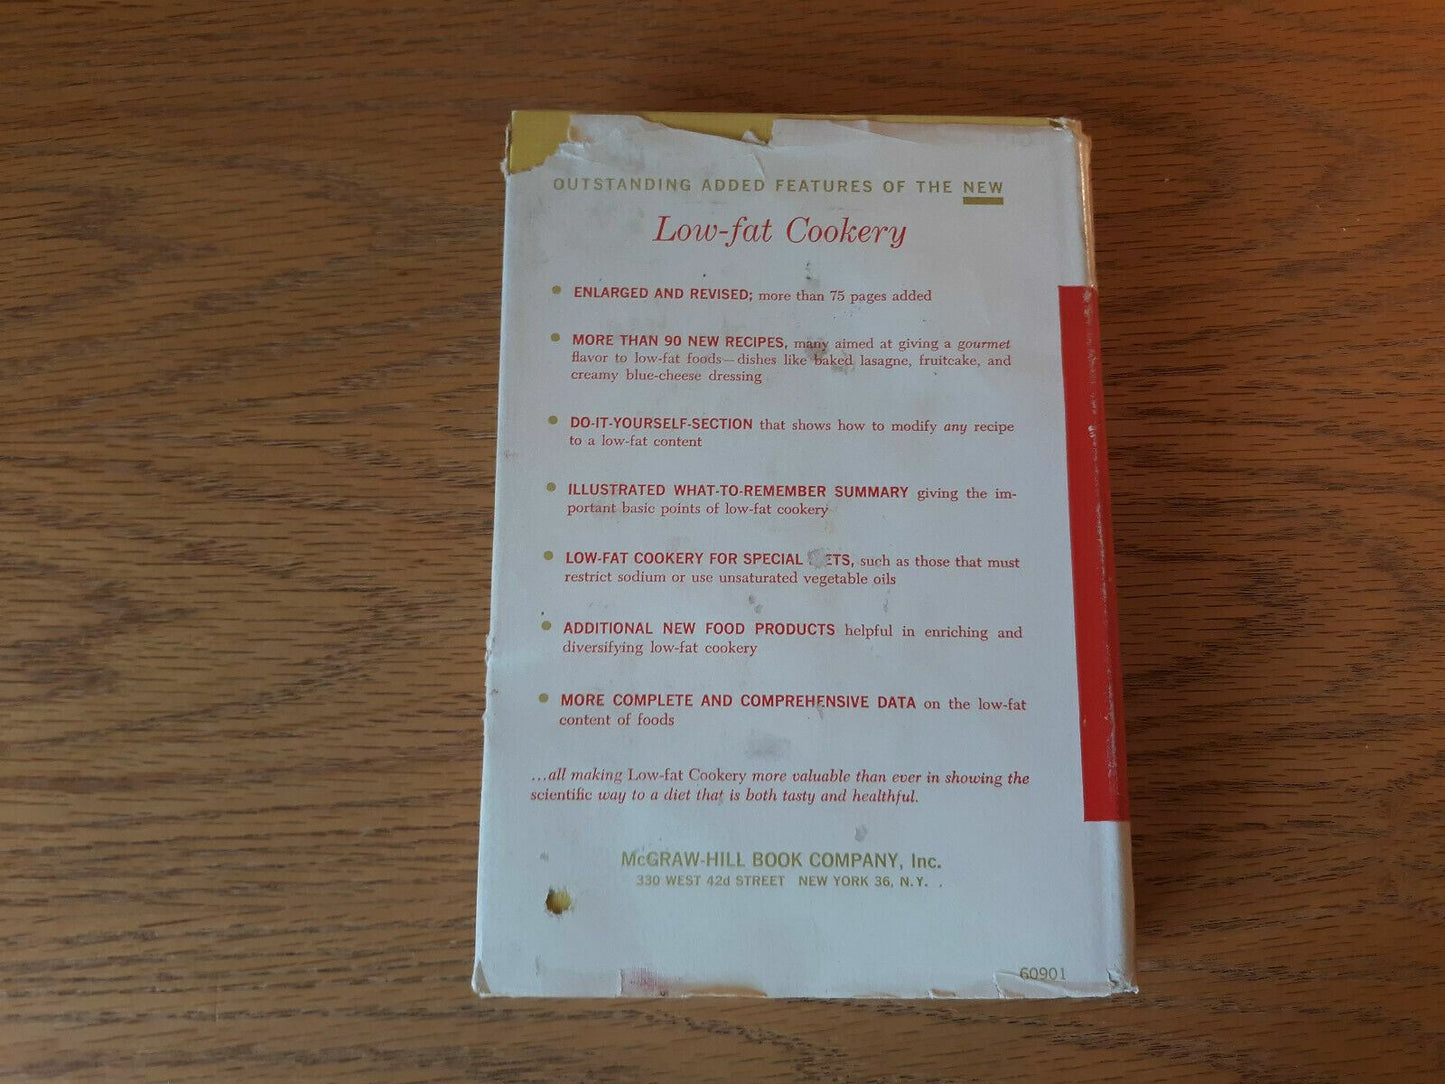 OUTSTANDING ADDED FEATURES OF THE NEW
Low-fat Cookery
• ENLARGED AND REVISED; more than 75 pages added
• MORE THAN 90 NEW RECIPES, many aimed at giving a gourmet
flavor to low-fat foods—dishes like baked lasagne, fruitcake, and
creamy blue-cheese dressing
• DO-IT-YOURSELF-SECTION that shows how to modify any recipe
to a low-fat content
• ILLUSTRATED WHAT-TO-REMEMBER SUMMARY giving the im-
portant basic points of low-fat cookery
• LOW-FAT COOKERY FOR SPECIAL ETS, such as those that must
restrict sodium or use unsaturated vegetable oils
• ADDITIONAL NEW FOOD PRODUCTS helpful in enriching and
diversifying low-fat cookery
• MORE COMPLETE AND COMPREHENSIVE DATA on the low-fat
content of foods
...all making Low-fat Cookery more valuable than ever in showing the
scientific way to a diet that is both tasty and healthful.
McGRAW-HILL BOOK COMPANY, Inc.
330 WEST 42d STREET NEW YORK 36, N.Y.
60901